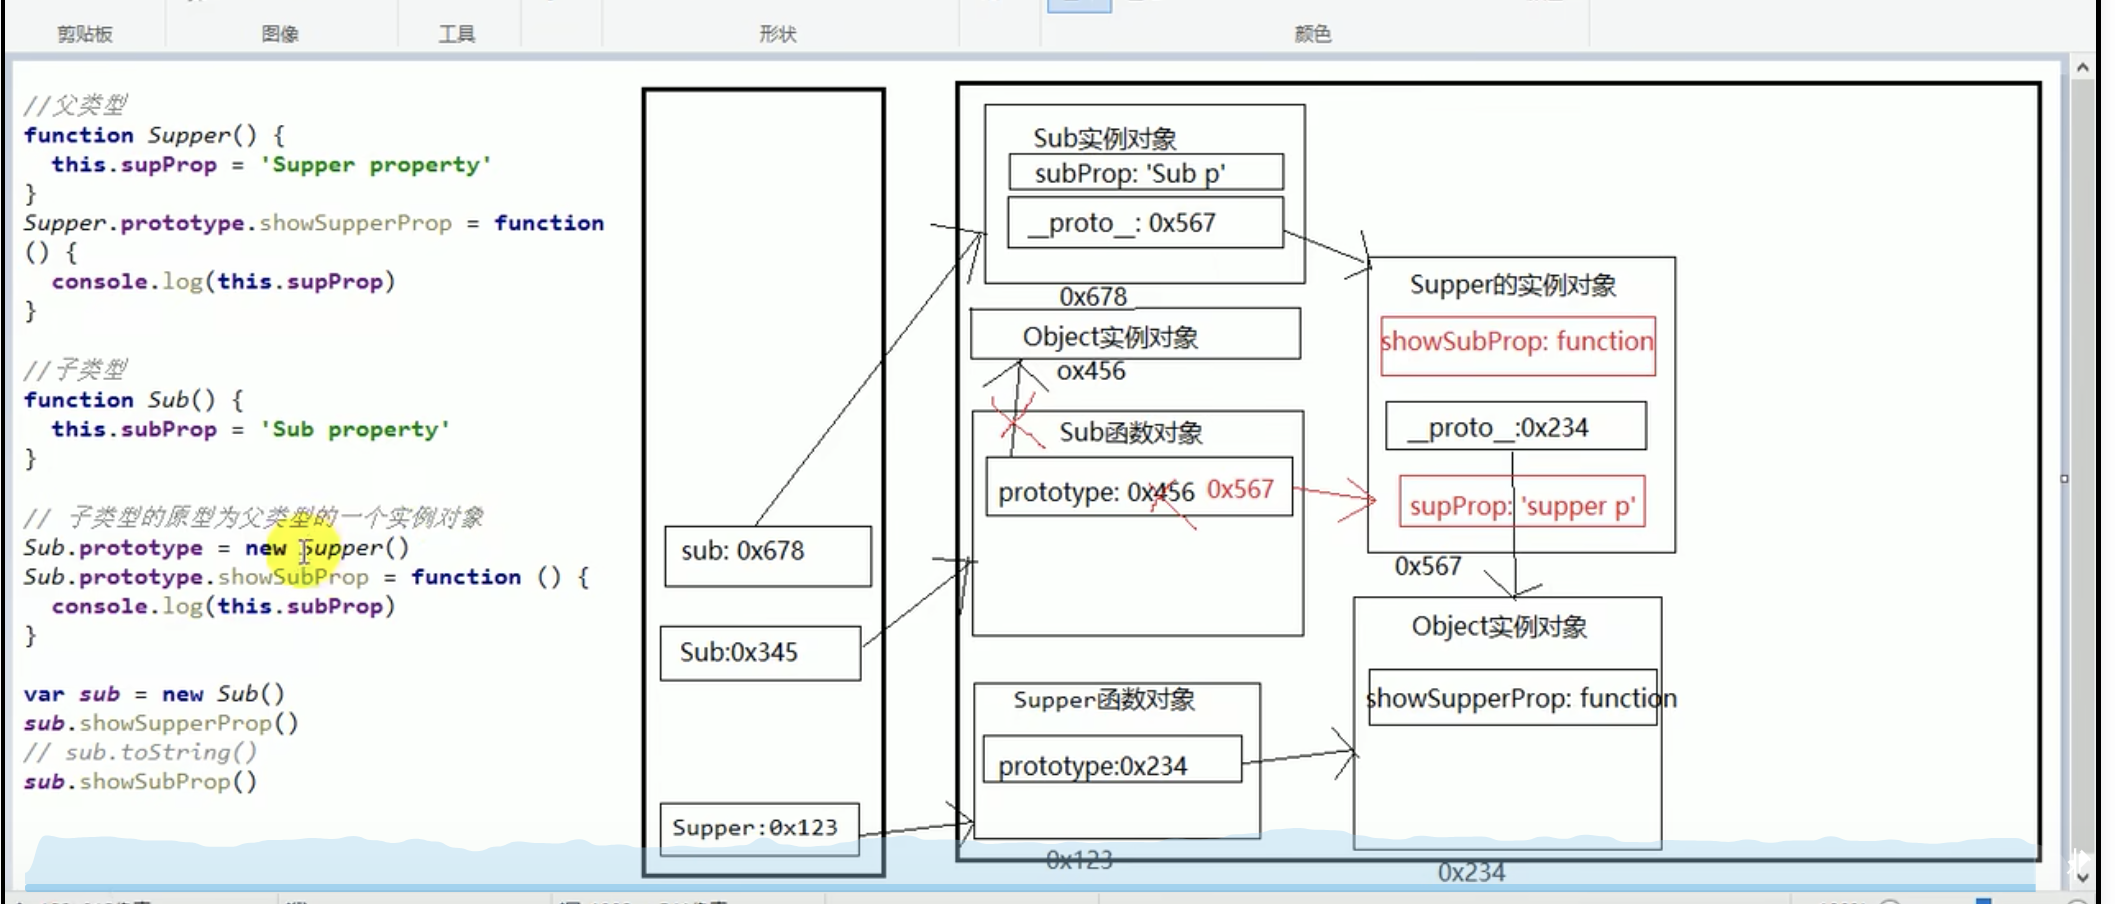 剪贴板
图像
工具
形状
颜色
//父类型
function Supper() {
this.supProp = 'Supper property'
}
Supper.prototype.showSupperProp = function
() {
console.log(this.supProp)
}
//子类型
function Sub() {
this.subProp = 'Sub property'
}
// 子类型的原型为父类型的一个实例对象
Sub.prototype = new Supper()
Sub.prototype.showSubProp = function () {
console.log(this.subProp)
}
var sub = new Sub()
sub.showSupperProp()
// sub.toString()
sub.showSubProp()
sub: 0x678
Sub:0x345
Supper:0x123
Sub实例对象
subProp: 'Sub p'
__proto__: 0x567
0x678
Object实例对象
ox456
Sub函数对象
prototype: 0x456 0x567
Supper函数对象
prototype:0x234
0x123
Supper的实例对象
showSubProp: function
__proto__:0x234
supProp: 'supper p'
0x567
Object实例对象
showSupperProp: function
0x234